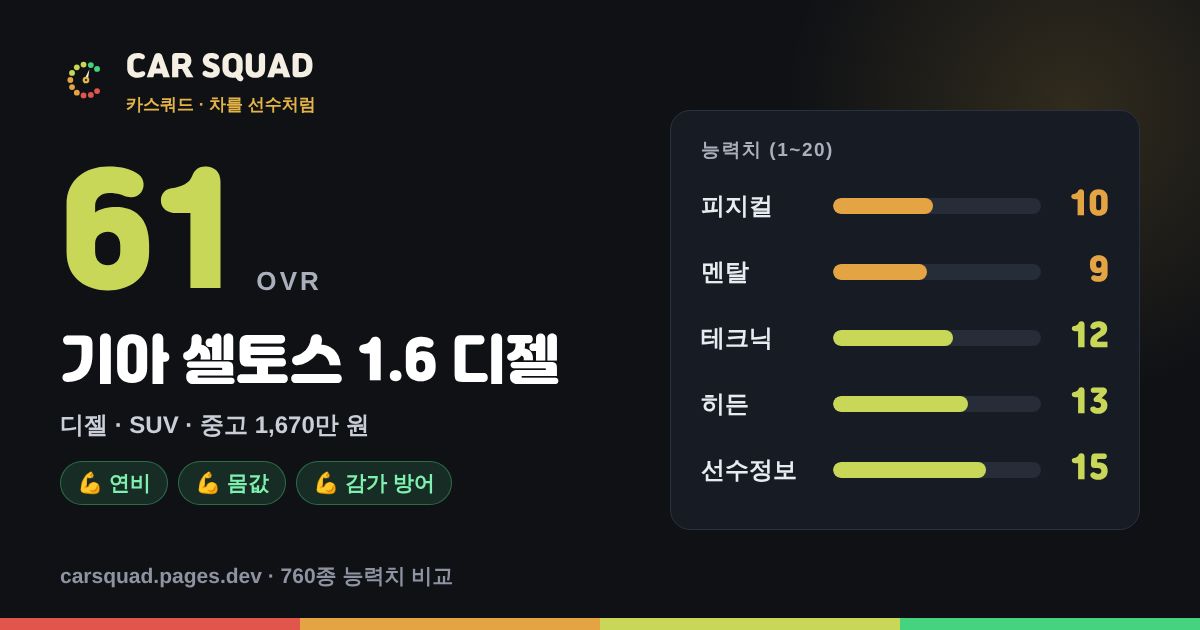 CAR SQUAD
카스쿼드 · 차를 선수처럼
61 OVR
기아 셀토스 1.6 디젤
디젤 · SUV · 중고 1,670만 원
💪 연비 💪 몸값 💪 감가 방어
carsquad.pages.dev · 760종 능력치 비교
능력치 (1~20)
피지컬 10
멘탈 9
테크닉 12
히든 13
선수정보 15